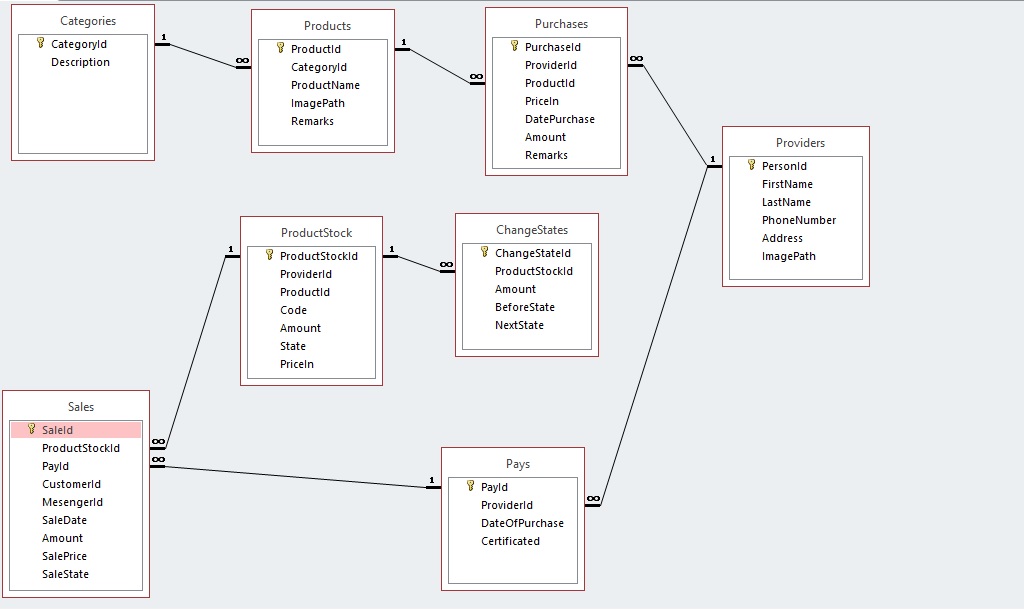 Categories
CategoryId
Description
Products
ProductId
CategoryId
ProductName
ImagePath
Remarks
Purchases
PurchaseId
ProviderId
ProductId
PriceIn
DatePurchase
Amount
Remarks
Providers
PersonId
FirstName
LastName
PhoneNumber
Address
ImagePath
ProductStock
ProductStockId
ProviderId
ProductId
Code
Amount
State
PriceIn
ChangeStates
ChangeStateId
ProductStockId
Amount
BeforeState
NextState
Sales
SaleId
ProductStockId
PayId
CustomerId
MesengerId
SaleDate
Amount
SalePrice
SaleState
Pays
PayId
ProviderId
DateOfPurchase
Certificated
1
∞
1
∞
∞
1
1
∞
1
∞
∞
1
∞